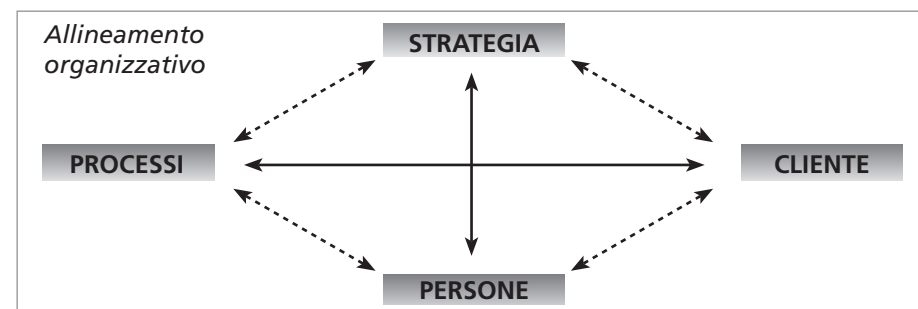 Allineamento
organizzativo
STRATEGIA
PROCESSI
CLIENTE
PERSONE